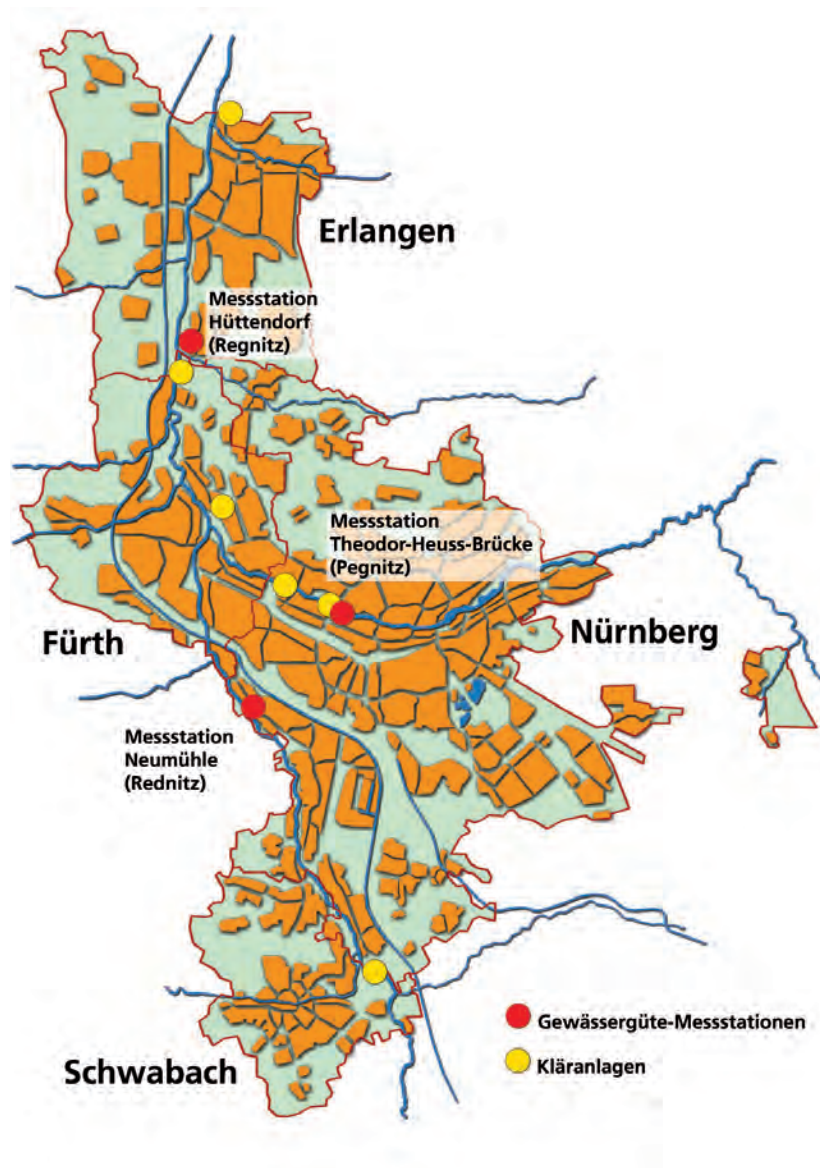 Erlangen
Messstation
Hüttendorf
(Regnitz)
Messstation
Theodor-Heuss-Brücke
(Pegnitz)
Fürth
Nürnberg
Messstation
Neumühle
(Rednitz)
Gewässergüte-Messstationen
Kläranlagen
Schwabach